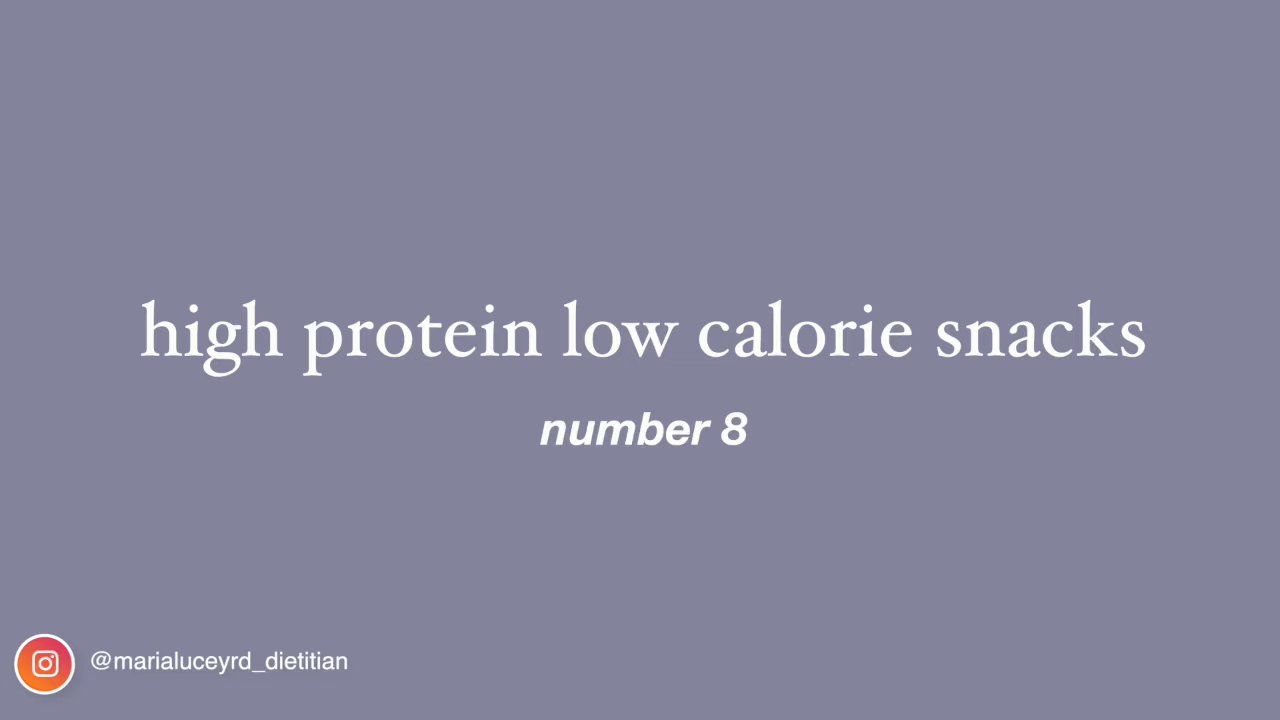 high protein low calorie snacks
number 8
@marialuceyrd_dietitian